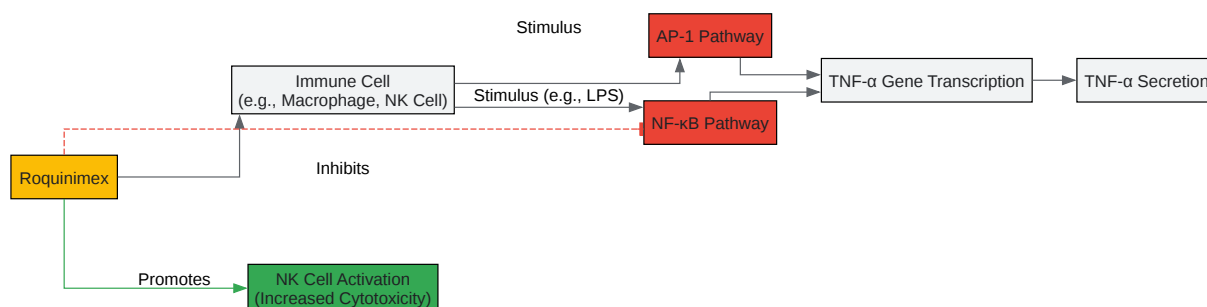 Stimulus
AP-1 Pathway
Immune Cell
(e.g., Macrophage, NK Cell)
Stimulus (e.g., LPS)
TNF-α Gene Transcription
TNF-α Secretion
NF-κB Pathway
Roquinimex
Inhibits
Promotes
NK Cell Activation
(Increased Cytotoxicity)